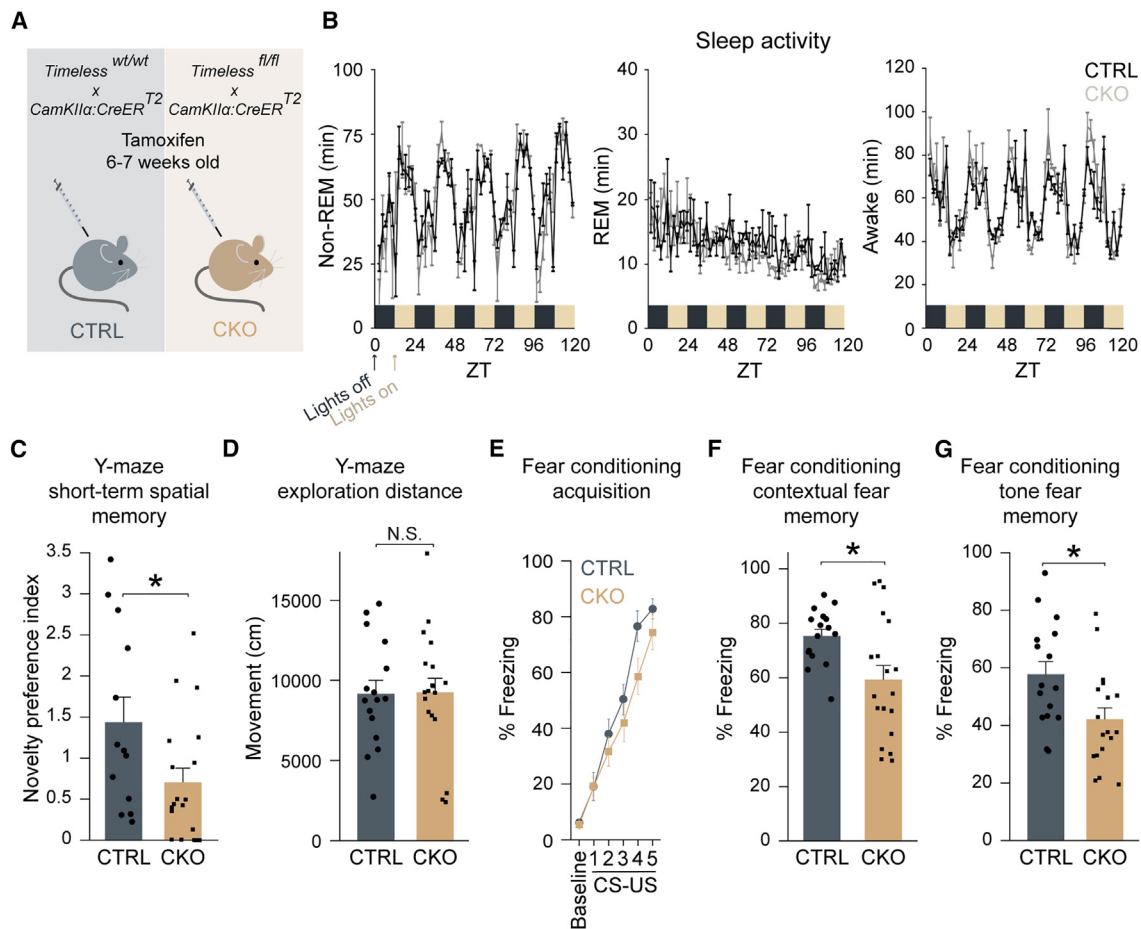 A
Timeless wt/wt
x
CamKIIα:CreER T2
Timeless fl/fl
x
CamKIIα:CreER T2
Tamoxifen
6-7 weeks old
CTRL
CKO
B
Sleep activity
Non-REM (min)
100
75
50
25
0
0 24 48 72 96 120
ZT
Lights off
Lights on
REM (min)
40
30
20
10
0
0 24 48 72 96 120
ZT
Awake (min)
120
100
80
60
40
20
0
0 24 48 72 96 120
ZT
CTRL
CKO
C
Y-maze
short-term spatial
memory
Novelty preference index
3.5
3
2.5
2
1.5
1
0.5
0
*
CTRL CKO
D
Y-maze
exploration distance
Movement (cm)
15000
10000
5000
0
N.S.
CTRL CKO
E
Fear conditioning
acquisition
% Freezing
100
80
60
40
20
0
CTRL
CKO
Baseline
1 2 3 4 5
CS-US
F
Fear conditioning
contextual fear
memory
% Freezing
100
80
60
40
20
0
*
CTRL CKO
G
Fear conditioning
tone fear
memory
% Freezing
100
80
60
40
20
0
*
CTRL CKO